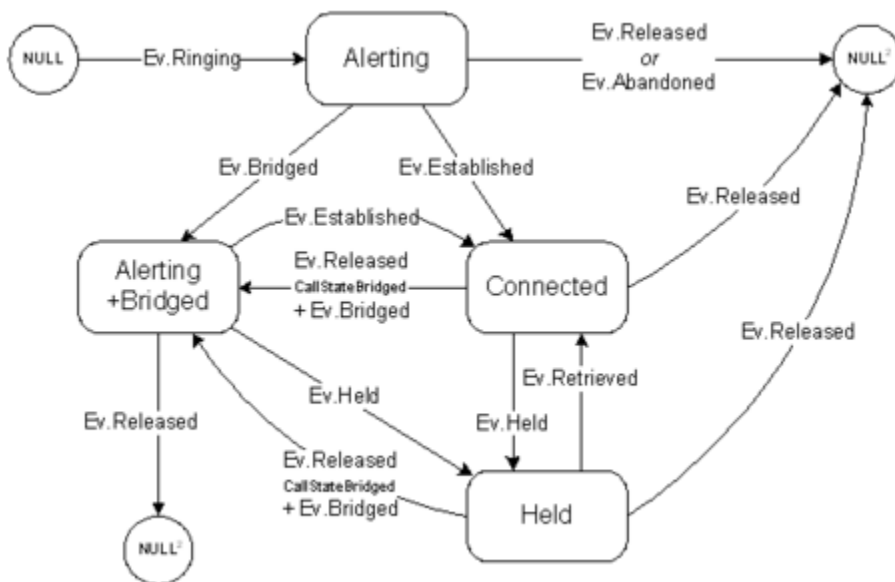 NULL
Ev.Ringing
Alerting
Ev.Released
or
Ev.Abandoned
NULL²
Ev.Bridged
Ev.Established
Ev.Released
Ev.Established
Alerting
+Bridged
Ev.Released
CallStateBridged
+ Ev.Bridged
Connected
Ev.Released
Ev.Retrieved
Ev.Held
Ev.Released
Ev.Held
Ev.Released
CallStateBridged
+ Ev.Bridged
Held
NULL²